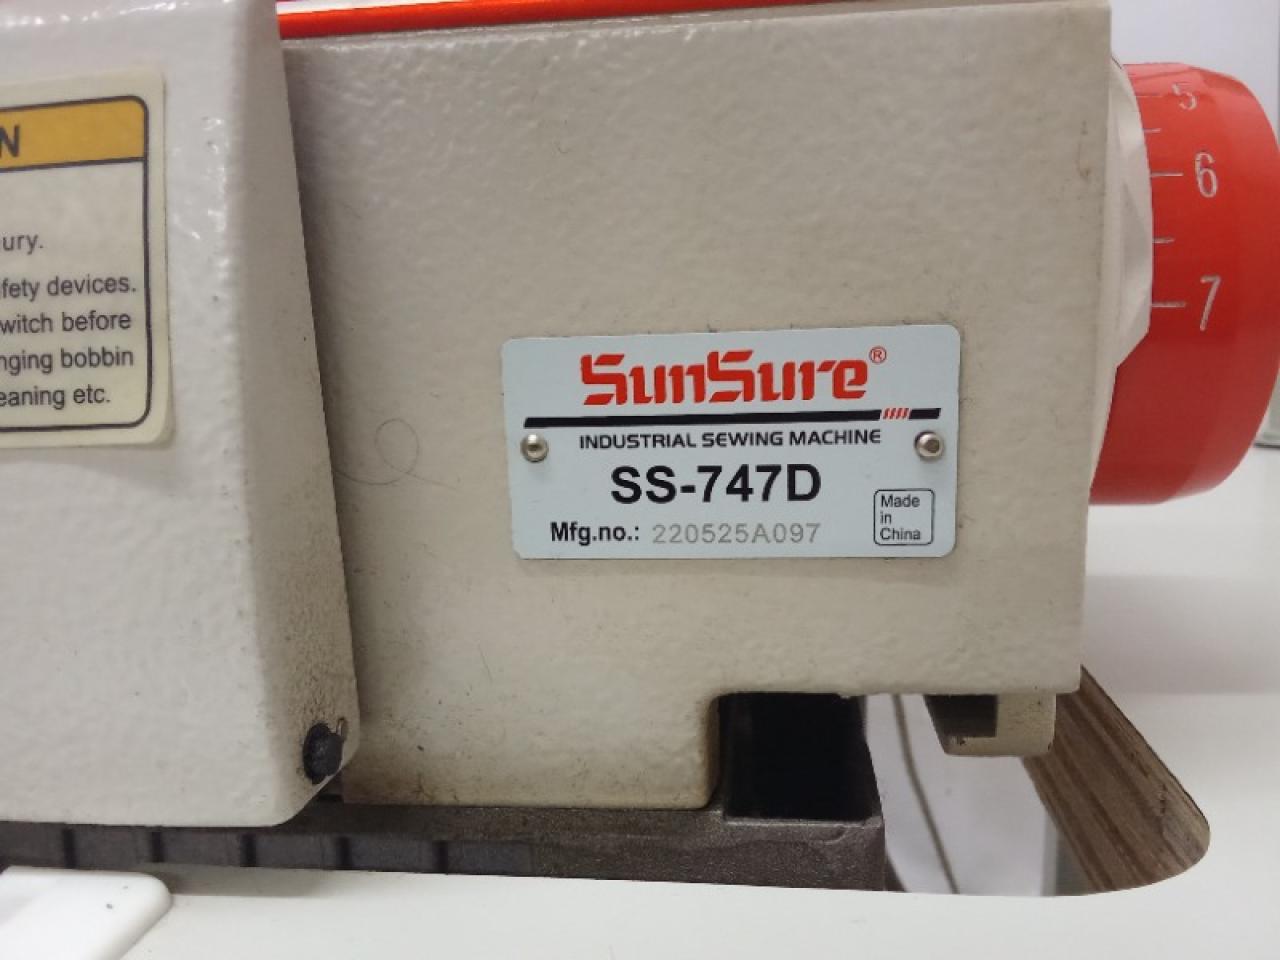 N
ury.
fety devices.
witch before
nging bobbin
eaning etc.
5
6
7
SunSure®
INDUSTRIAL SEWING MACHINE
SS-747D
Mfg.no.: 220525A097
Made
in
China